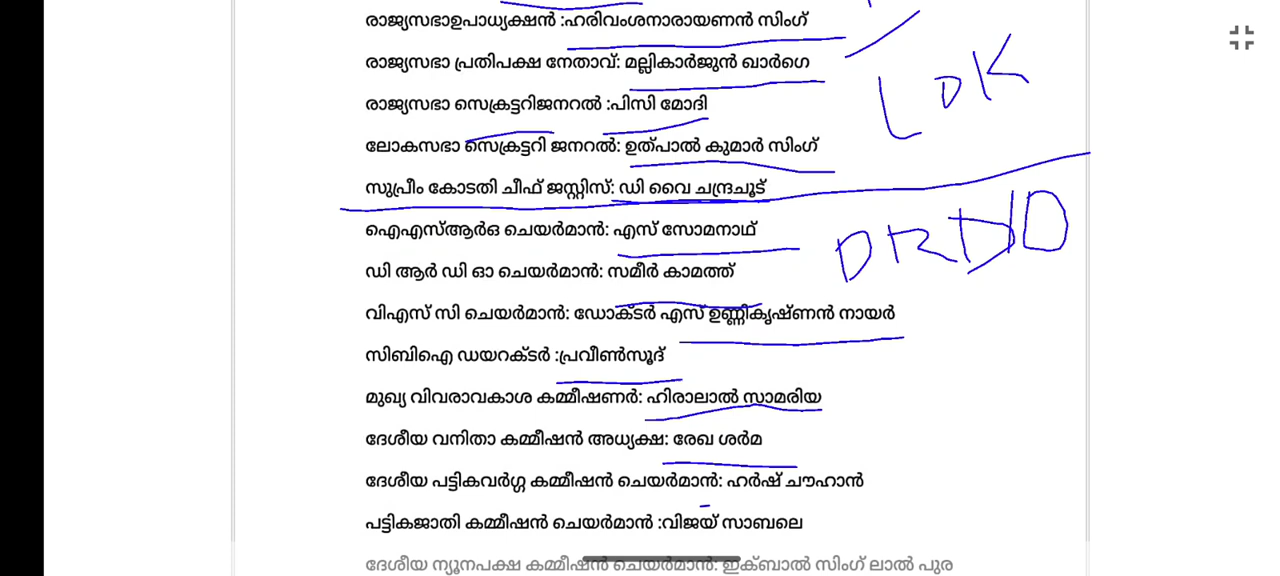 രാജ്യസഭാഉപാധ്യക്ഷൻ :ഹരിവംശനാരായണൻ സിംഗ്
രാജ്യസഭാ പ്രതിപക്ഷ നേതാവ്: മല്ലികാർജുൻ ഖാർഗെ
LOK
രാജ്യസഭാ സെക്രട്ടറിജനറൽ :പിസി മോദി
ലോകസഭാ സെക്രട്ടറി ജനറൽ: ഉത്പാൽ കുമാർ സിംഗ്
സുപ്രീം കോടതി ചീഫ് ജസ്റ്റിസ്: ഡി വൈ ചന്ദ്രചൂട്
ഐഎസ്ആർഒ ചെയർമാൻ: എസ് സോമനാഥ്
DRDO
ഡി ആർ ഡി ഓ ചെയർമാൻ: സമീർ കാമത്ത്
വിഎസ് സി ചെയർമാൻ: ഡോക്ടർ എസ് ഉണ്ണീകൃഷ്ണൻ നായർ
സിബിഐ ഡയറക്ടർ :പ്രവീൺസൂദ്
മുഖ്യ വിവരാവകാശ കമ്മീഷണർ: ഹിരാലാൽ സാമരിയ
ദേശീയ വനിതാ കമ്മീഷൻ അധ്യക്ഷ: രേഖ ശർമ
ദേശീയ പട്ടികവർഗ്ഗ കമ്മീഷൻ ചെയർമാൻ: ഹർഷ് ചൗഹാൻ
പട്ടികജാതി കമ്മീഷൻ ചെയർമാൻ :വിജയ് സാബലെ
ദേശീയ ന്യൂനപക്ഷ കമ്മീഷൻ ചെയർമാൻ: ഇക്ബാൽ സിംഗ് ലാൽ പുര